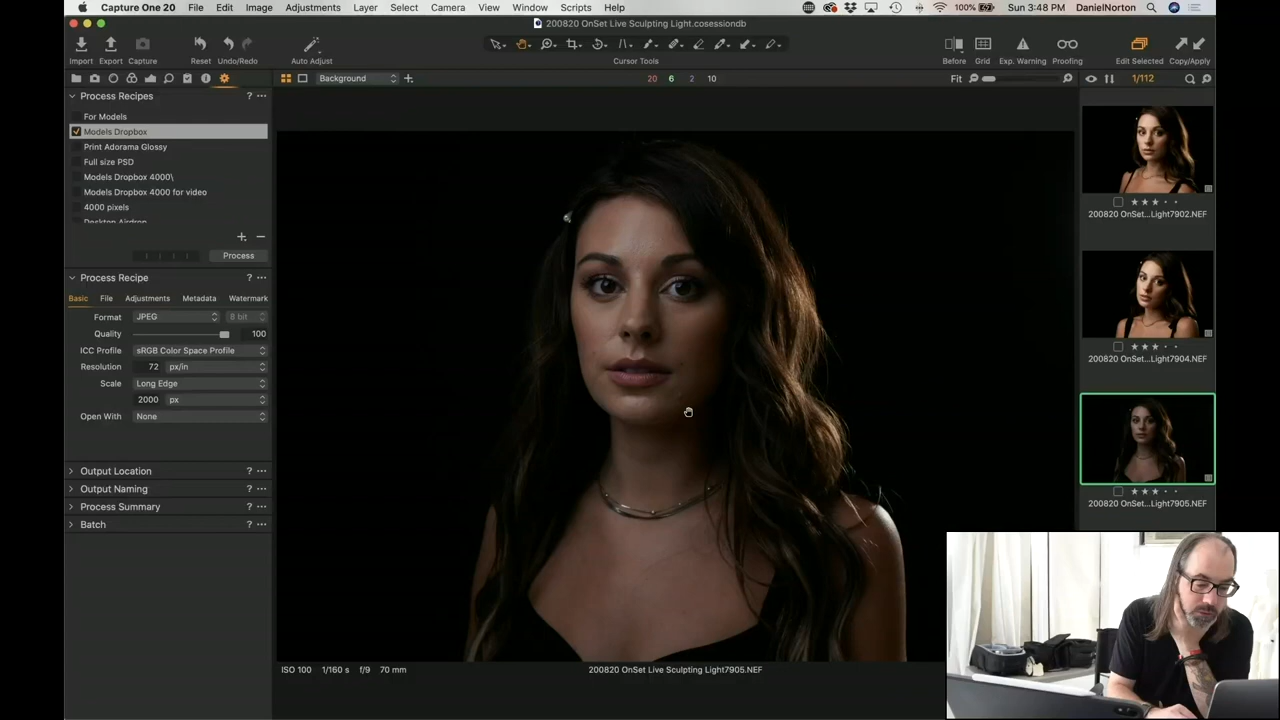 Capture One 20 File Edit Image Adjustments Layer Select Camera View Window Scripts Help 100% Sun 3:48 PM DanielNorton
200820 OnSet Live Sculpting Light.cosessiondb
Import Export Capture Reset Undo/Redo Auto Adjust Cursor Tools Before Grid Exp. Warning Proofing Edit Selected Copy/Apply
Background 20 6 2 10 Fit 1/112
Process Recipes ?
For Models
Models Dropbox
Print Adorama Glossy
Full size PSD
Models Dropbox 4000\
Models Dropbox 4000 for video
4000 pixels
Desktop Airdrop
Process
Process Recipe ?
Basic File Adjustments Metadata Watermark
Format JPEG 8 bit
Quality 100
ICC Profile sRGB Color Space Profile
Resolution 72 px/in
Scale Long Edge
2000 px
Open With None
Output Location ?
Output Naming ?
Process Summary ?
Batch ?
200820 OnSet...Light7902.NEF
200820 OnSet...Light7904.NEF
200820 OnSet...Light7905.NEF
ISO 100 1/160 s f/9 70 mm 200820 OnSet Live Sculpting Light7905.NEF